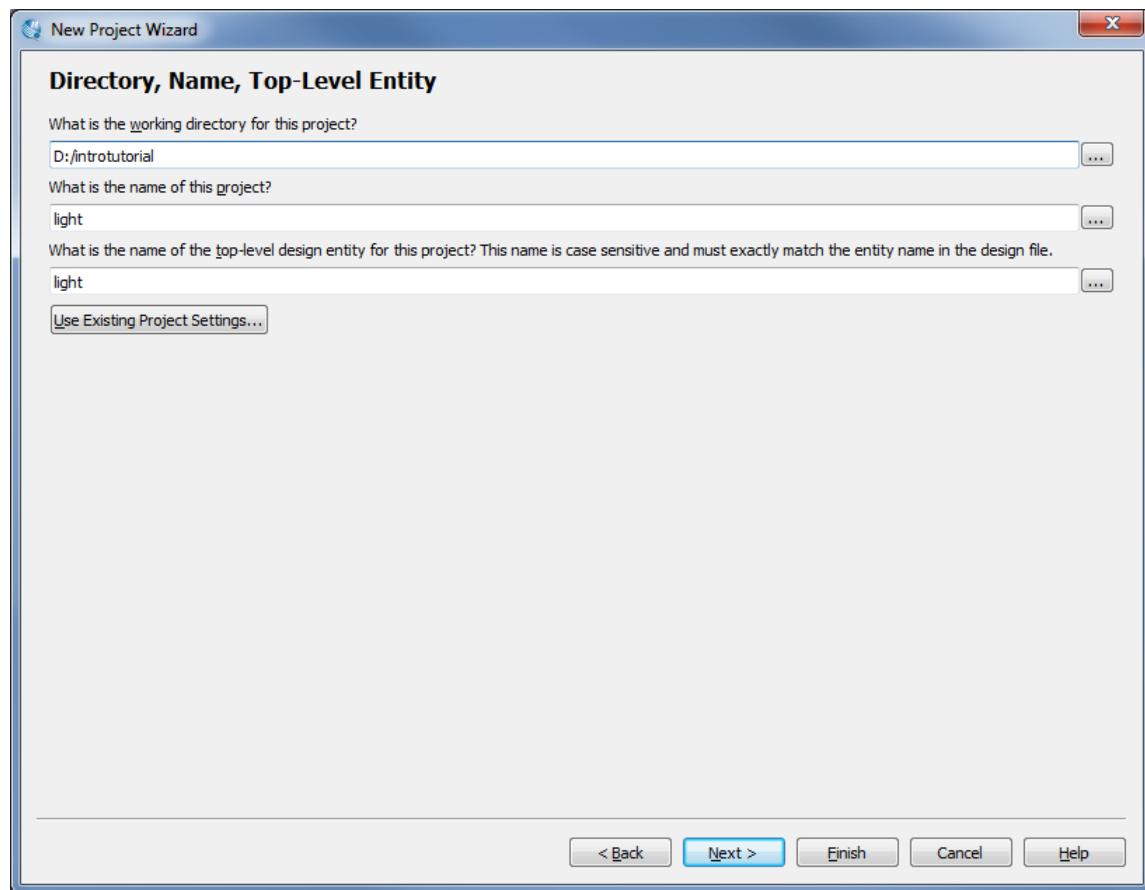 New Project Wizard
Directory, Name, Top-Level Entity
What is the working directory for this project?
D:/introtutorial
...
What is the name of this project?
light
...
What is the name of the top-level design entity for this project? This name is case sensitive and must exactly match the entity name in the design file.
light
...
Use Existing Project Settings...
< Back Next > Finish Cancel Help